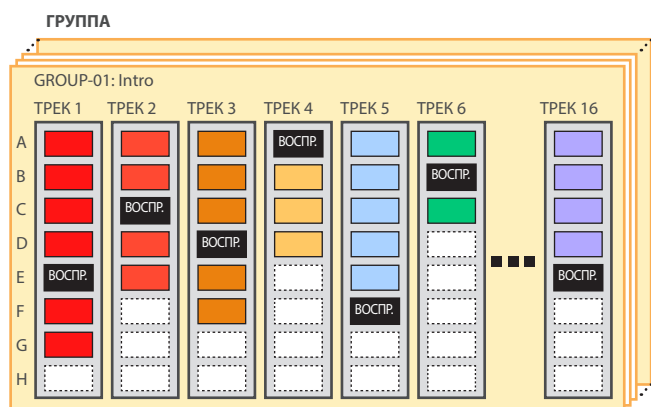 ГРУППА
GROUP-01: Intro
ТРЕК 1 ТРЕК 2 ТРЕК 3 ТРЕК 4 ТРЕК 5 ТРЕК 6 ТРЕК 16
A ВОСПР.
B ВОСПР.
C ВОСПР.
D ВОСПР.
E ВОСПР. ВОСПР.
F ВОСПР.
G
H